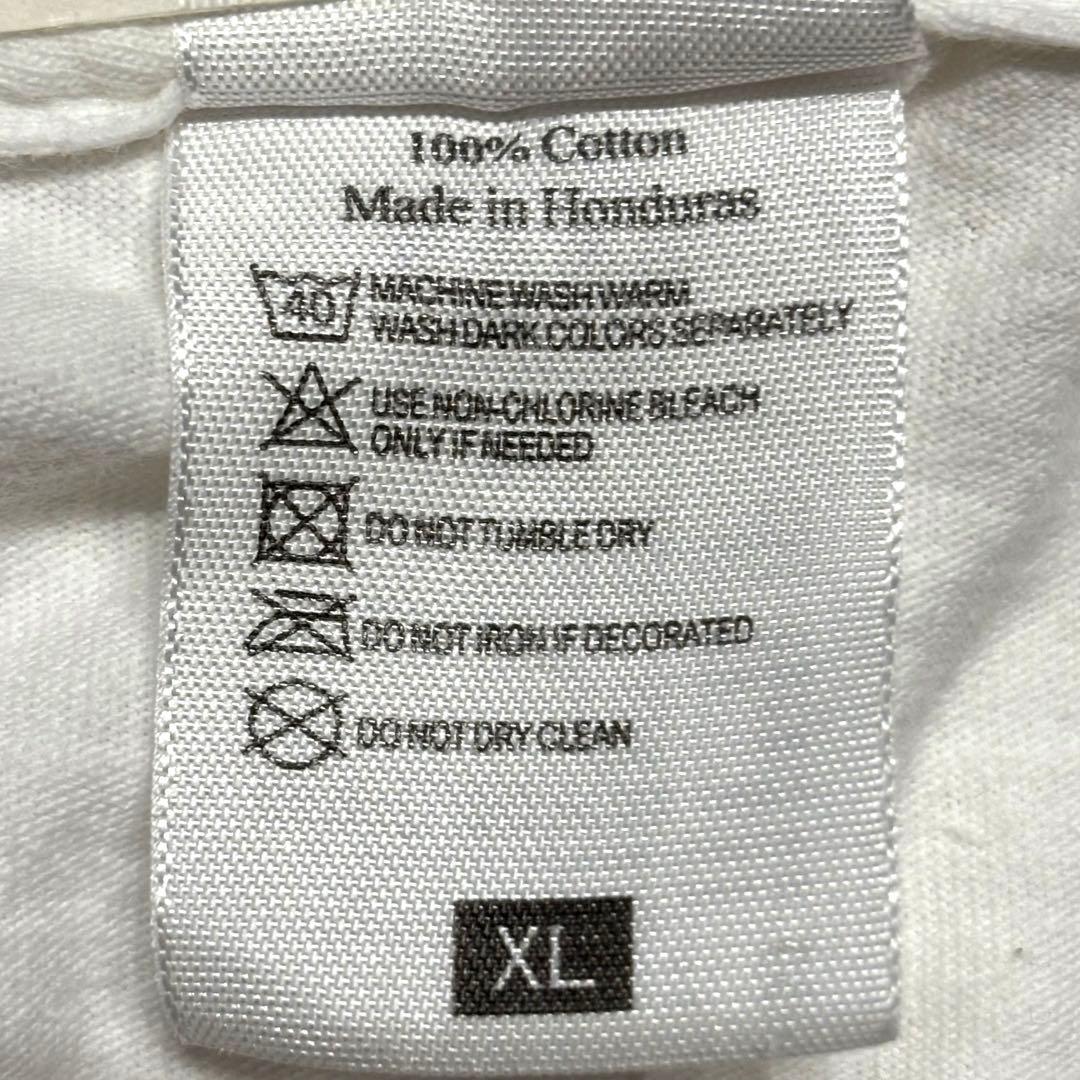 100% Cotton
Made in Honduras
40 MACHINE WASH WARM
WASH DARK COLORS SEPARATELY
USE NON-CHLORINE BLEACH
ONLY IF NEEDED
DO NOT TUMBLE DRY
DO NOT IRON IF DECORATED
DO NOT DRY CLEAN
XL